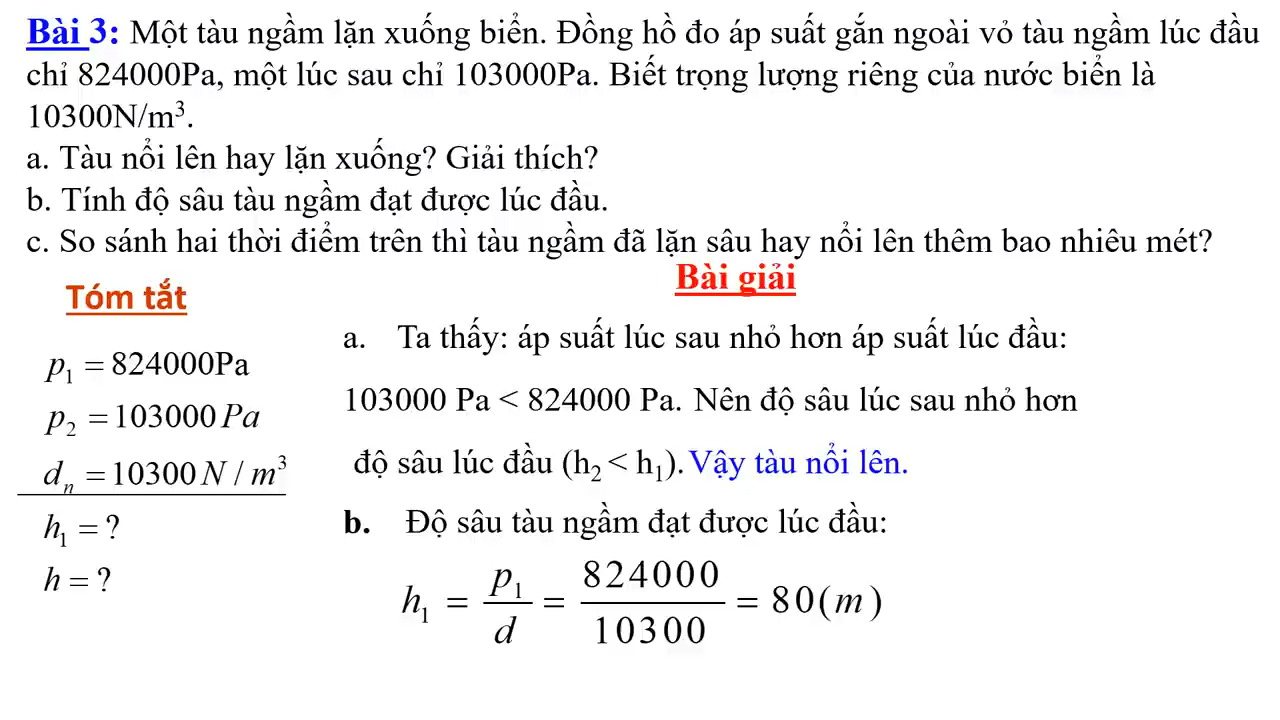 Bài 3: Một tàu ngầm lặn xuống biển. Đồng hồ đo áp suất gắn ngoài vỏ tàu ngầm lúc đầu
chỉ 824000Pa, một lúc sau chỉ 103000Pa. Biết trọng lượng riêng của nước biển là
10300N/m³.
a. Tàu nổi lên hay lặn xuống? Giải thích?
b. Tính độ sâu tàu ngầm đạt được lúc đầu.
c. So sánh hai thời điểm trên thì tàu ngầm đã lặn sâu hay nổi lên thêm bao nhiêu mét?
Tóm tắt
p₁ = 824000Pa
p₂ = 103000 Pa
dₙ = 10300 N / m³
h₁ = ?
h = ?
Bài giải
a. Ta thấy: áp suất lúc sau nhỏ hơn áp suất lúc đầu:
103000 Pa < 824000 Pa. Nên độ sâu lúc sau nhỏ hơn
độ sâu lúc đầu (h₂ < h₁). Vậy tàu nổi lên.
b. Độ sâu tàu ngầm đạt được lúc đầu:
h₁ = p₁/d = 824000/10300 = 80(m)